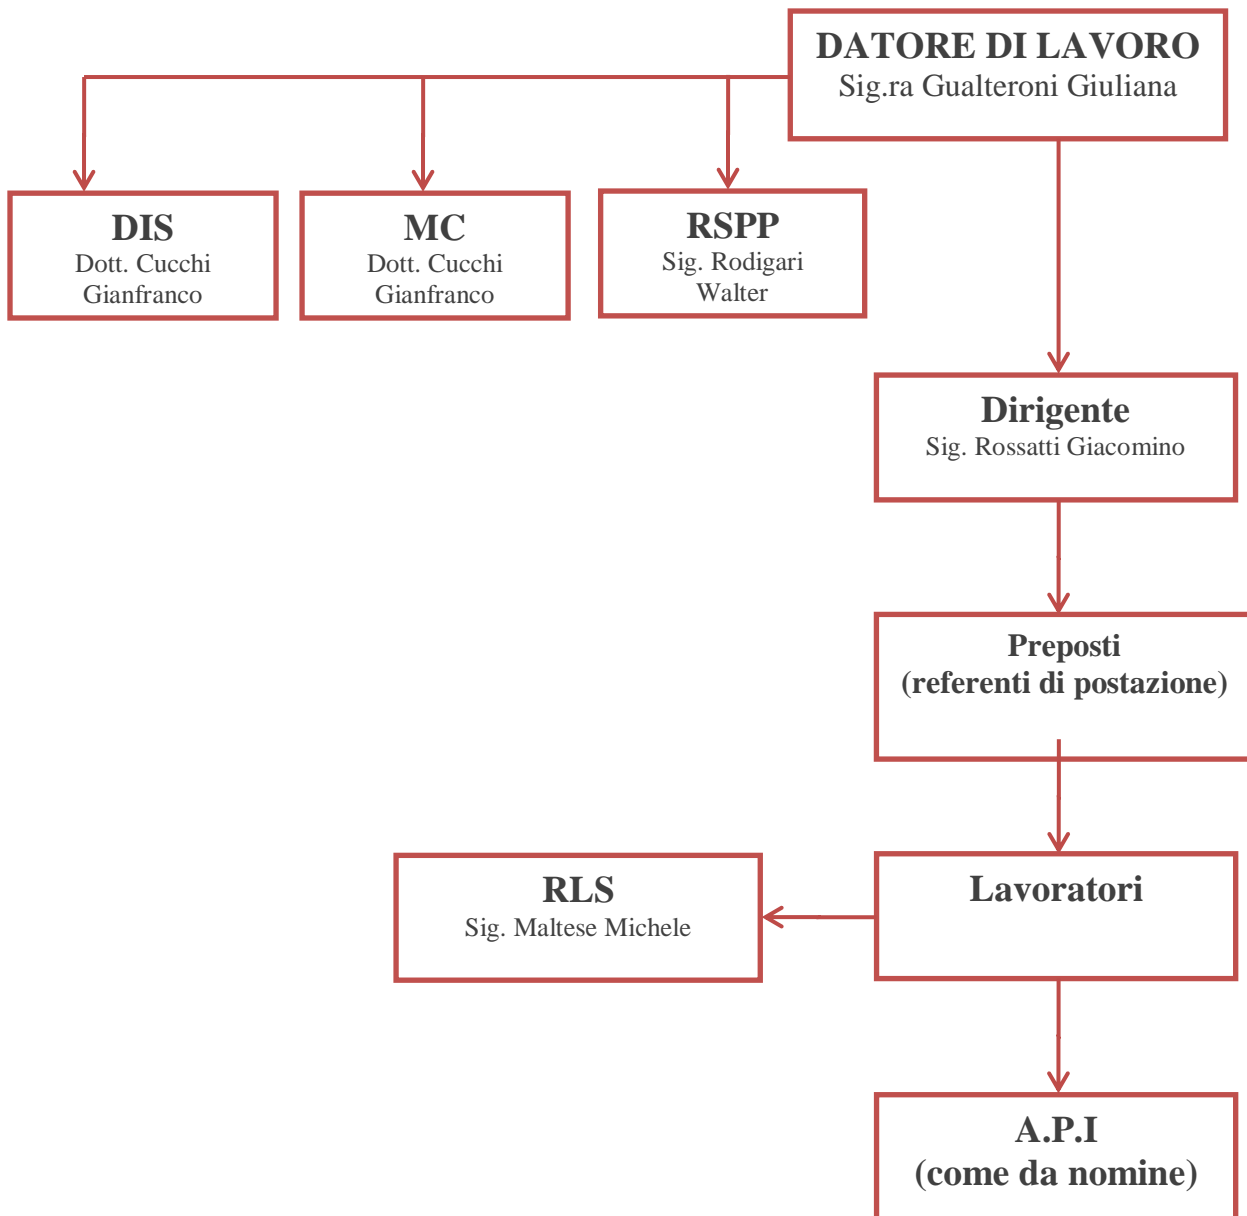 DATORE DI LAVORO
Sig.ra Gualteroni Giuliana
DIS
Dott. Cucchi
Gianfranco
MC
Dott. Cucchi
Gianfranco
RSPP
Sig. Rodigari
Walter
Dirigente
Sig. Rossatti Giacomino
Preposti
(referenti di postazione)
RLS
Sig. Maltese Michele
Lavoratori
A.P.I
(come da nomine)